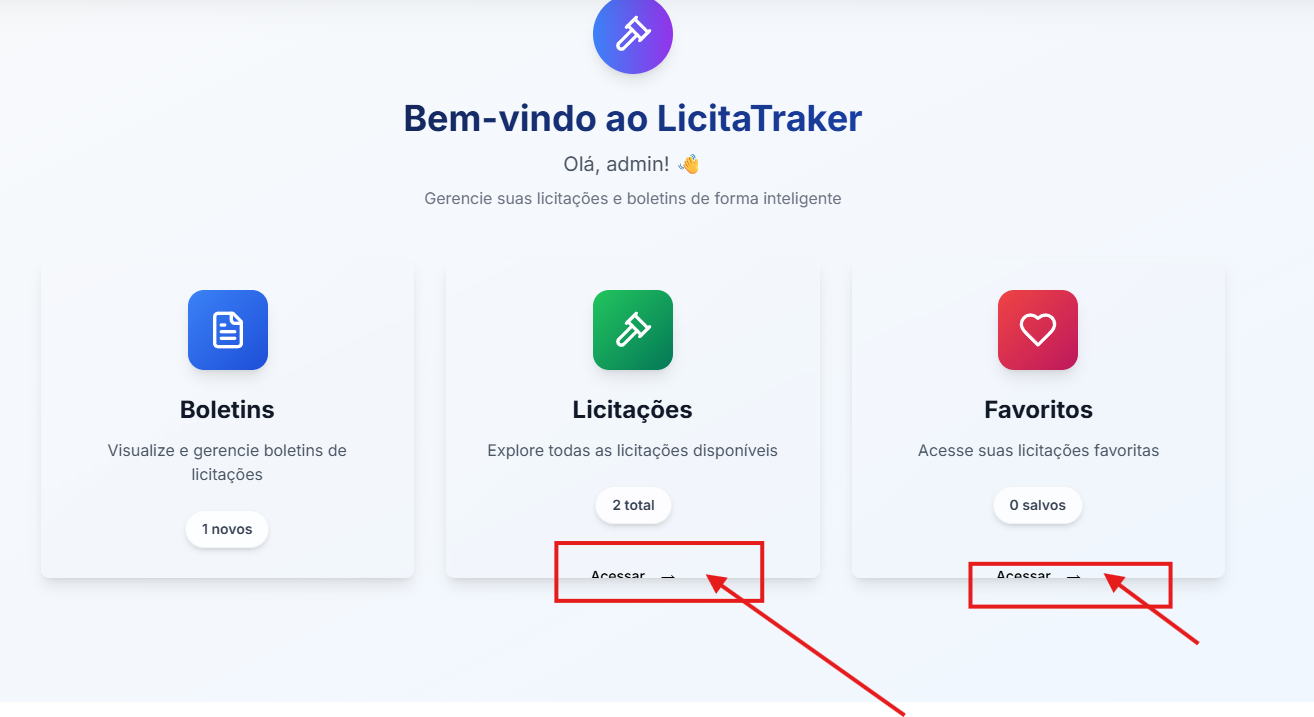 Bem-vindo ao LicitaTraker
Olá, admin! 👋
Gerencie suas licitações e boletins de forma inteligente
Boletins
Visualize e gerencie boletins de
licitações
1 novos
Licitações
Explore todas as licitações disponíveis
2 total
Acessar →
Favoritos
Acesse suas licitações favoritas
0 salvos
Acessar →